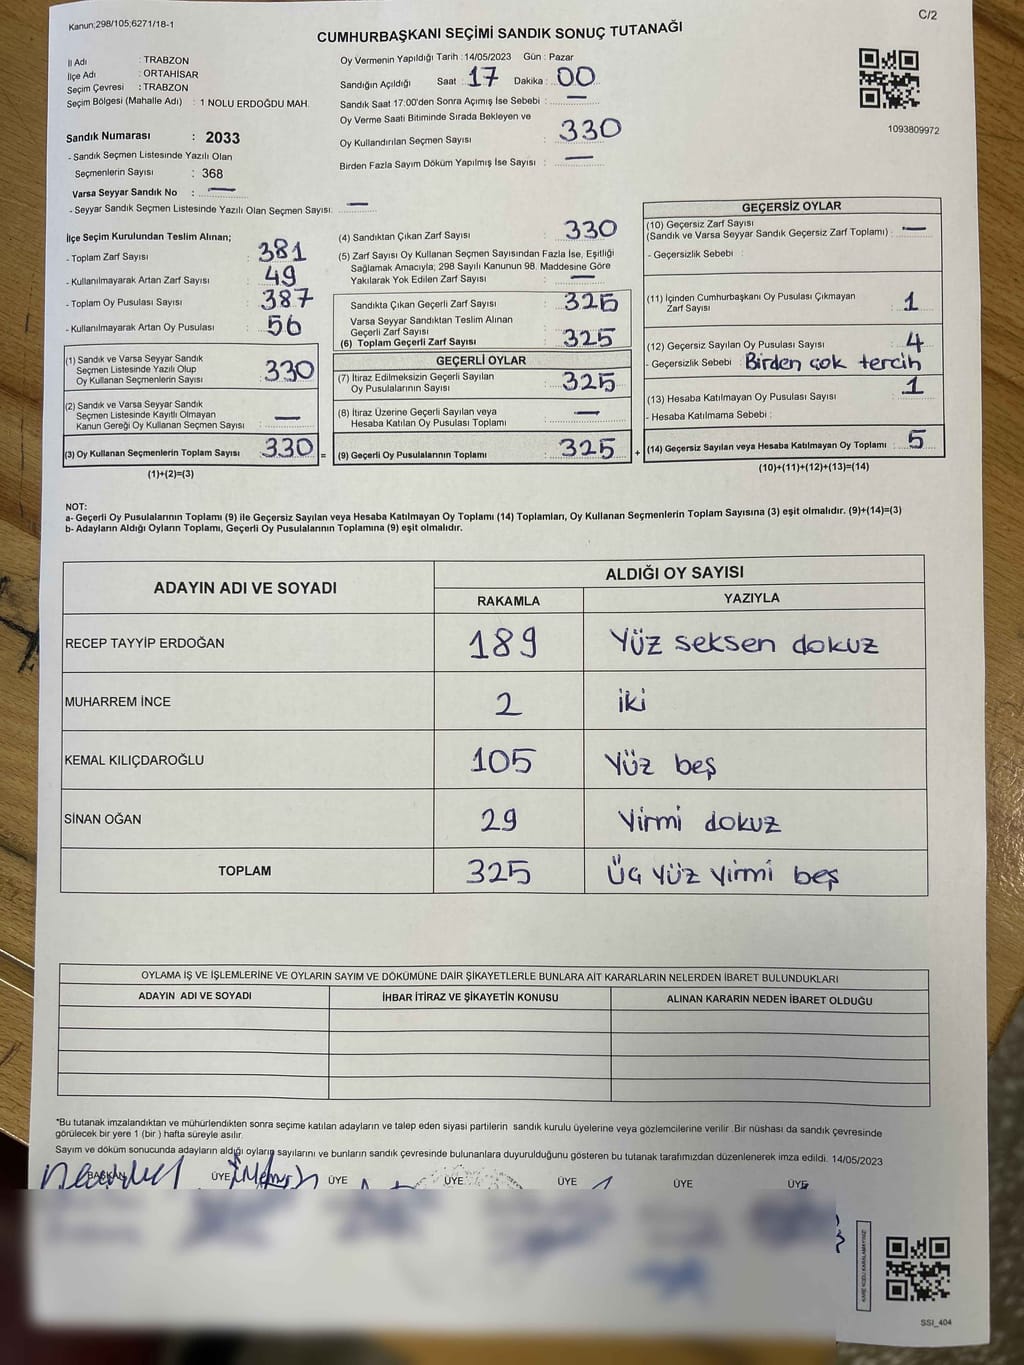 Kanun;298/105,6271/18-1
C/2
CUMHURBAŞKANI SEÇİMİ SANDIK SONUÇ TUTANAĞI
İl Adı : TRABZON
İlçe Adı : ORTAHİSAR
Seçim Çevresi : TRABZON
Seçim Bölgesi (Mahalle Adı) : 1 NOLU ERDOĞDU MAH.
Sandık Numarası : 2033
- Sandık Seçmen Listesinde Yazılı Olan
Seçmenlerin Sayısı : 368
Varsa Seyyar Sandık No : —
- Seyyar Sandık Seçmen Listesinde Yazılı Olan Seçmen Sayısı: —
Oy Vermenin Yapıldığı Tarih : 14/05/2023 Gün : Pazar
Sandığın Açıldığı Saat : 17 Dakika : 00
Sandık Saat 17:00'den Sonra Açımış İse Sebebi : —
Oy Verme Saati Bitiminde Sırada Bekleyen ve
Oy Kullandırılan Seçmen Sayısı : 330
Birden Fazla Sayım Döküm Yapılmış İse Sayısı : —
1093809972
İlçe Seçim Kurulundan Teslim Alınan;
- Toplam Zarf Sayısı : 381
- Kullanılmayarak Artan Zarf Sayısı : 49
- Toplam Oy Pusulası Sayısı : 387
- Kullanılmayarak Artan Oy Pusulası : 56
(1) Sandık ve Varsa Seyyar Sandık
Seçmen Listesinde Yazılı Olup
Oy Kullanan Seçmenlerin Sayısı : 330
(2) Sandık ve Varsa Seyyar Sandık
Seçmen Listesinde Kayıtlı Olmayan
Kanun Gereği Oy Kullanan Seçmen Sayısı : —
(3) Oy Kullanan Seçmenlerin Toplam Sayısı : 330 =
(1)+(2)=(3)
(4) Sandıktan Çıkan Zarf Sayısı : 330
(5) Zarf Sayısı Oy Kullanan Seçmen Sayısından Fazla İse, Eşitliği
Sağlamak Amacıyla; 298 Sayılı Kanunun 98. Maddesine Göre
Yakılarak Yok Edilen Zarf Sayısı : —
Sandıkta Çıkan Geçerli Zarf Sayısı : 325
Varsa Seyyar Sandıktan Teslim Alınan
Geçerli Zarf Sayısı :
(6) Toplam Geçerli Zarf Sayısı : 325
GEÇERLİ OYLAR
(7) İtiraz Edilmeksizin Geçerli Sayılan
Oy Pusulalarının Sayısı : 325
(8) İtiraz Üzerine Geçerli Sayılan veya
Hesaba Katılan Oy Pusulası Toplamı : —
(9) Geçerli Oy Pusulalarının Toplamı : 325 +
GEÇERSİZ OYLAR
(10) Geçersiz Zarf Sayısı
(Sandık ve Varsa Seyyar Sandık Geçersiz Zarf Toplamı) : —
- Geçersizlik Sebebi :
(11) İçinden Cumhurbaşkanı Oy Pusulası Çıkmayan
Zarf Sayısı : 1
(12) Geçersiz Sayılan Oy Pusulası Sayısı : 4
- Geçersizlik Sebebi : Birden çok tercih
(13) Hesaba Katılmayan Oy Pusulası Sayısı : 1
- Hesaba Katılmama Sebebi :
(14) Geçersiz Sayılan veya Hesaba Katılmayan Oy Toplamı : 5
(10)+(11)+(12)+(13)=(14)
NOT:
a- Geçerli Oy Pusulalarının Toplamı (9) ile Geçersiz Sayılan veya Hesaba Katılmayan Oy Toplamı (14) Toplamları, Oy Kullanan Seçmenlerin Toplam Sayısına (3) eşit olmalıdır. (9)+(14)=(3)
b- Adayların Aldığı Oyların Toplamı, Geçerli Oy Pusulalarının Toplamına (9) eşit olmalıdır.
ADAYIN ADI VE SOYADI
ALDIĞI OY SAYISI
RAKAMLA YAZIYLA
RECEP TAYYİP ERDOĞAN 189 Yüz seksen dokuz
MUHARREM İNCE 2 iki
KEMAL KILIÇDAROĞLU 105 Yüz beş
SİNAN OĞAN 29 Yirmi dokuz
TOPLAM 325 Üç yüz yirmi beş
OYLAMA İŞ VE İŞLEMLERİNE VE OYLARIN SAYIM VE DÖKÜMÜNE DAİR ŞİKAYETLERLE BUNLARA AİT KARARLARIN NELERDEN İBARET BULUNDUKLARI
ADAYIN ADI VE SOYADI İHBAR İTİRAZ VE ŞİKAYETİN KONUSU ALINAN KARARIN NEDEN İBARET OLDUĞU
*Bu tutanak imzalandıktan ve mühürlendikten sonra seçime katılan adayların ve talep eden siyasi partilerin sandık kurulu üyelerine veya gözlemcilerine verilir .Bir nüshası da sandık çevresinde
görülecek bir yere 1 (bir ) hafta süreyle asılır.
Sayım ve döküm sonucunda adayların aldığı oyların sayılarını ve bunların sandık çevresinde bulunanlara duyurulduğunu gösteren bu tutanak tarafımızdan düzenlenerek imza edildi. 14/05/2023
BAŞKAN ÜYE ÜYE ÜYE ÜYE ÜYE ÜYE
KARE KODU KARALAMAYINIZ!
SSI_404